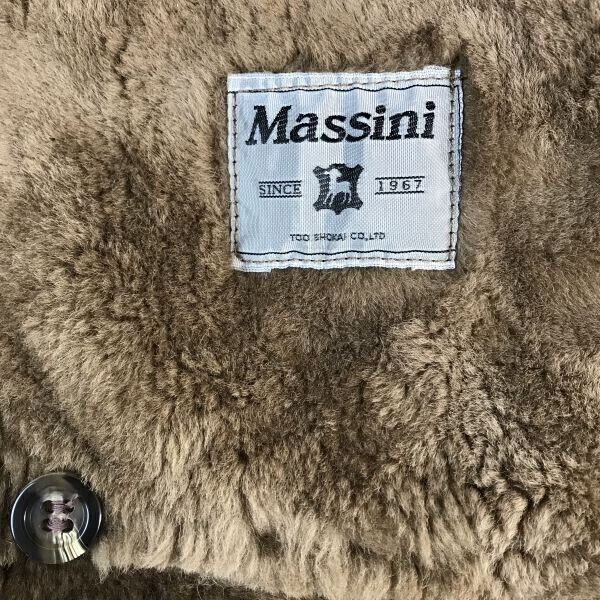 Massini
SINCE 1967
TOO SHOKAI CO.,LTD